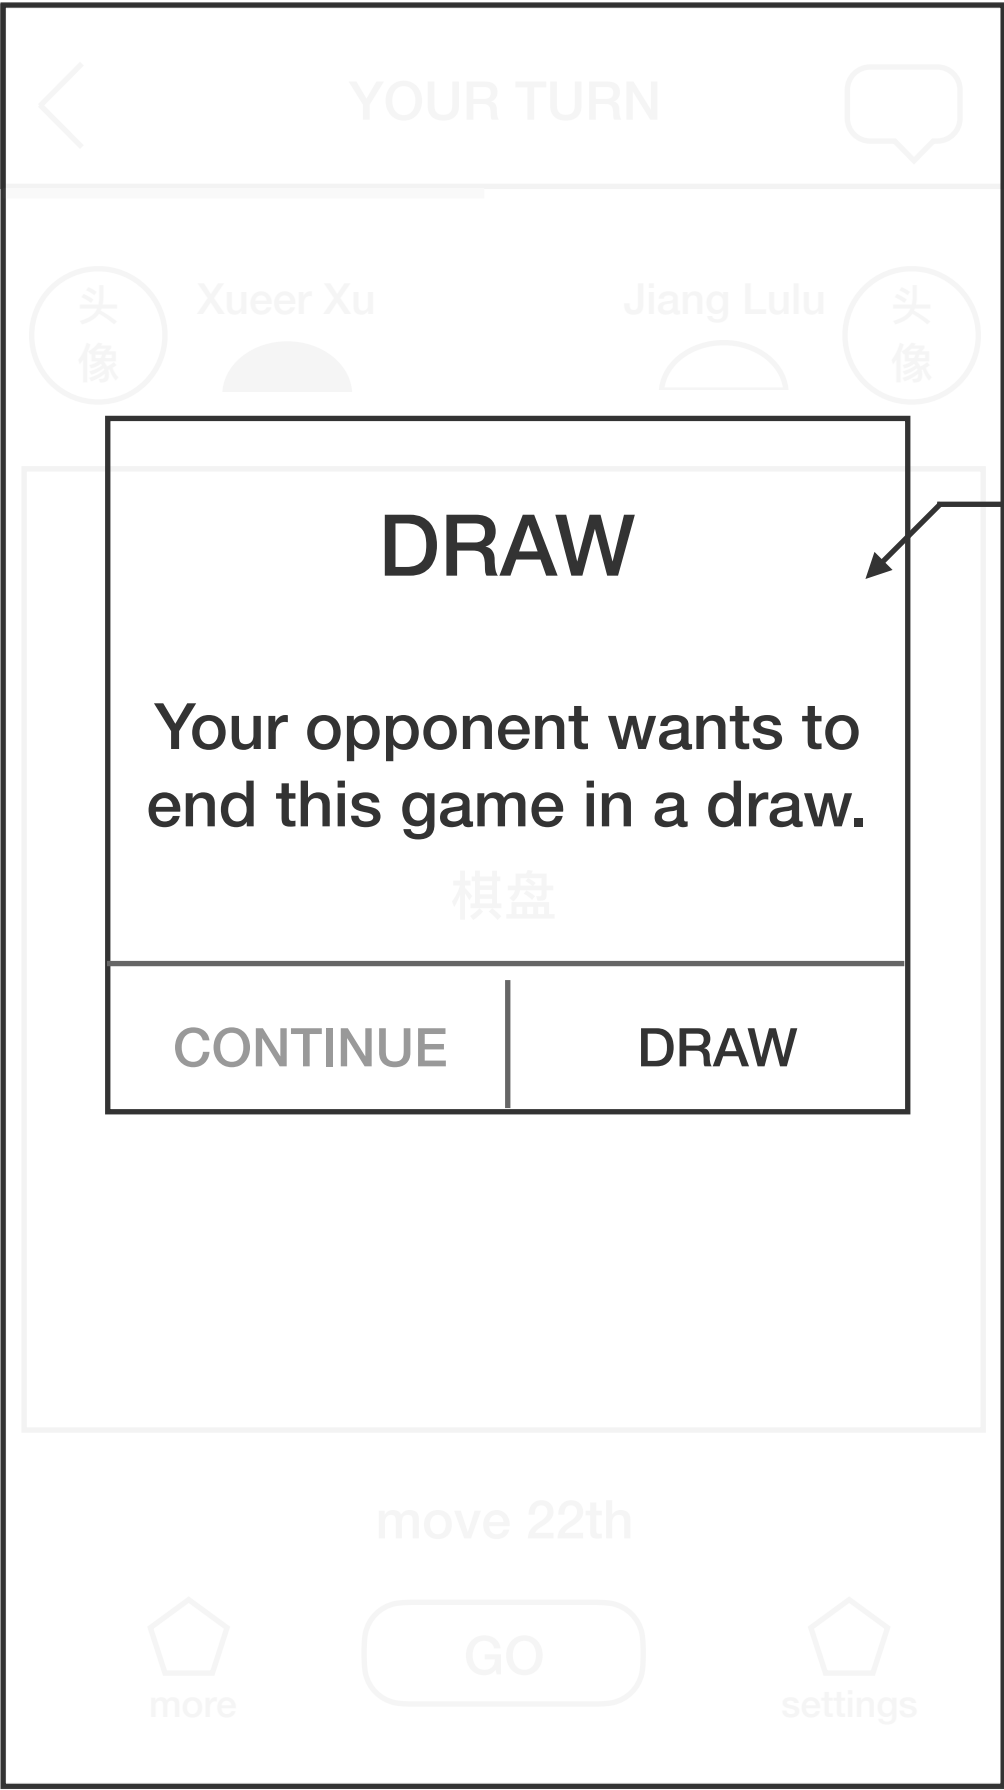 YOUR TURN
头
像
Xueer Xu
Jiang Lulu
头
像
DRAW
Your opponent wants to
end this game in a draw.
棋盘
CONTINUE
DRAW
move 22th
GO
more
settings